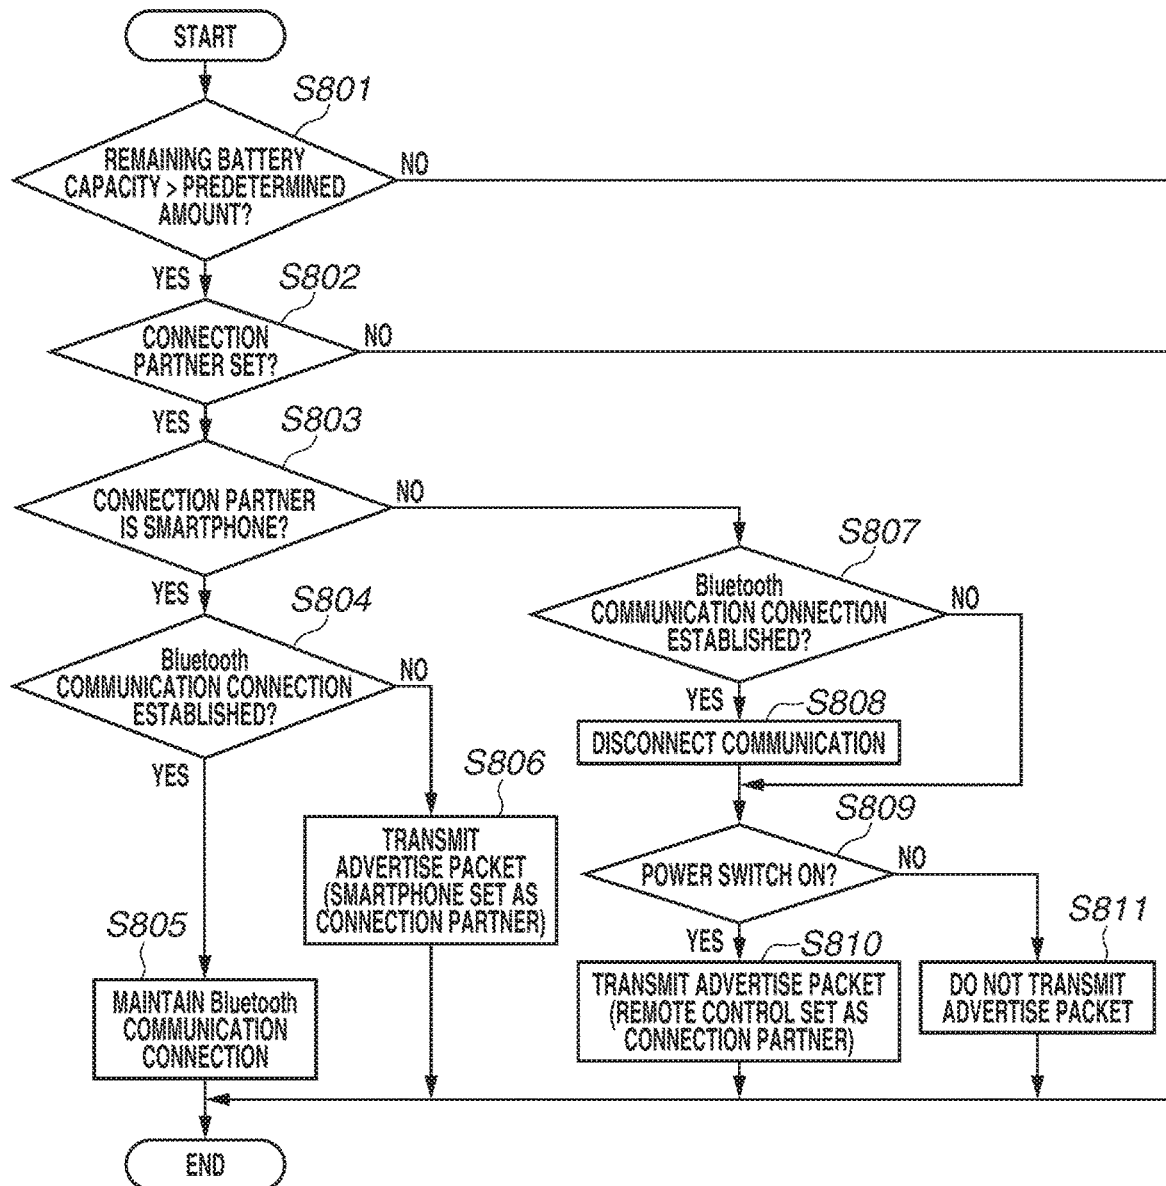 START
S801
REMAINING BATTERY
CAPACITY > PREDETERMINED
AMOUNT?
NO
YES
S802
CONNECTION
PARTNER SET?
NO
YES
S803
CONNECTION PARTNER
IS SMARTPHONE?
NO
YES
S804
Bluetooth
COMMUNICATION CONNECTION
ESTABLISHED?
NO
YES
S805
MAINTAIN Bluetooth
COMMUNICATION
CONNECTION
S806
TRANSMIT
ADVERTISE PACKET
(SMARTPHONE SET AS
CONNECTION PARTNER)
S807
Bluetooth
COMMUNICATION CONNECTION
ESTABLISHED?
NO
YES
S808
DISCONNECT COMMUNICATION
S809
POWER SWITCH ON?
NO
YES
S810
TRANSMIT ADVERTISE PACKET
(REMOTE CONTROL SET AS
CONNECTION PARTNER)
S811
DO NOT TRANSMIT
ADVERTISE PACKET
END